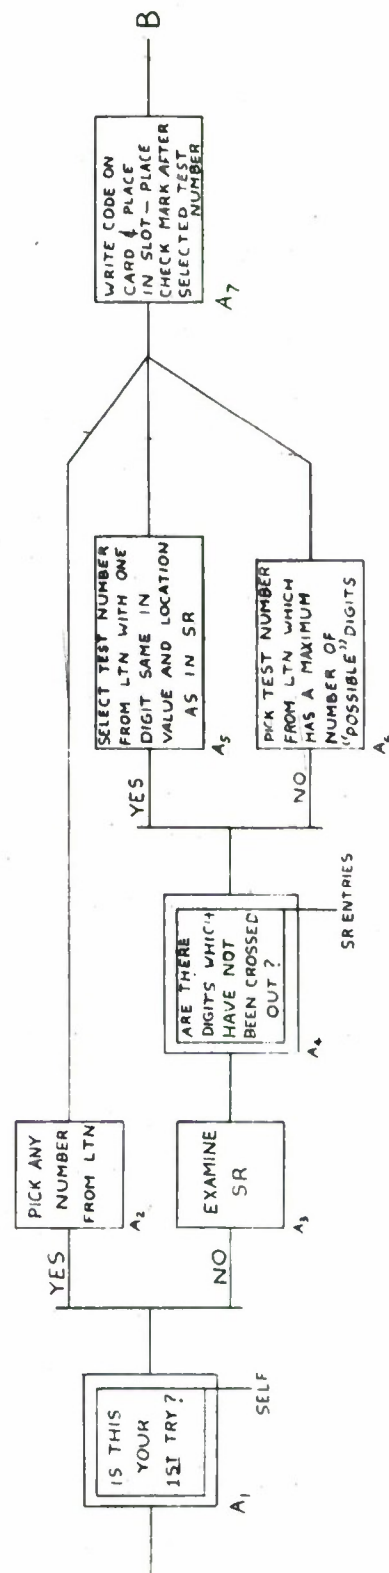 IS THIS
YOUR
1ST TRY?
A1
SELF
YES
NO
PICK ANY
NUMBER
FROM LTN
A2
EXAMINE
SR
A3
ARE THERE
DIGITS WHICH
HAVE NOT
BEEN CROSSED
OUT?
A4
SR ENTRIES
YES
NO
SELECT TEST NUMBER
FROM LTN WITH ONE
DIGIT SAME IN
VALUE AND LOCATION
AS IN SR
A5
PICK TEST NUMBER
FROM LTN WHICH
HAS A MAXIMUM
NUMBER OF
"POSSIBLE" DIGITS
A6
WRITE CODE ON
CARD & PLACE
IN SLOT - PLACE
CHECK MARK AFTER
SELECTED TEST
NUMBER
A7
B